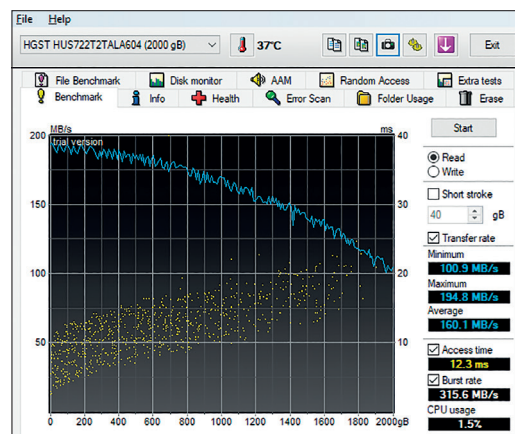 File Help
HGST HUS722T2TALA604 (2000 gB) 37°C Exit
File Benchmark Disk monitor AAM Random Access Extra tests
Benchmark Info Health Error Scan Folder Usage Erase
200 MB/s ms 40
trial version
150 30
100 20
50 10
0 200 400 600 800 1000 1200 1400 1600 1800 2000gB
Start
Read
Write
Short stroke
40 gB
Transfer rate
Minimum
100.9 MB/s
Maximum
194.8 MB/s
Average
160.1 MB/s
Access time
12.3 ms
Burst rate
315.6 MB/s
CPU usage
1.5%